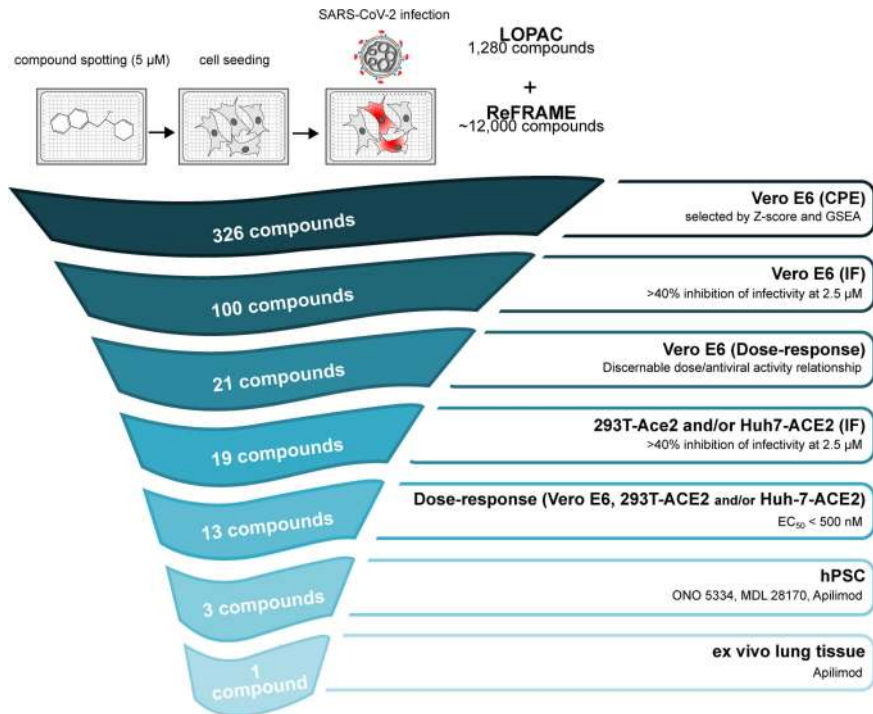 SARS-CoV-2 infection
compound spotting (5 µM)
cell seeding
LOPAC
1,280 compounds
+
ReFRAME
~12,000 compounds
326 compounds
Vero E6 (CPE)
selected by Z-score and GSEA
100 compounds
Vero E6 (IF)
>40% inhibition of infectivity at 2.5 µM
21 compounds
Vero E6 (Dose-response)
Discernable dose/antiviral activity relationship
19 compounds
293T-Ace2 and/or Huh7-ACE2 (IF)
>40% inhibition of infectivity at 2.5 µM
13 compounds
Dose-response (Vero E6, 293T-ACE2 and/or Huh-7-ACE2)
EC₅₀ < 500 nM
3 compounds
hPSC
ONO 5334, MDL 28170, Apilimod
1
compound
ex vivo lung tissue
Apilimod